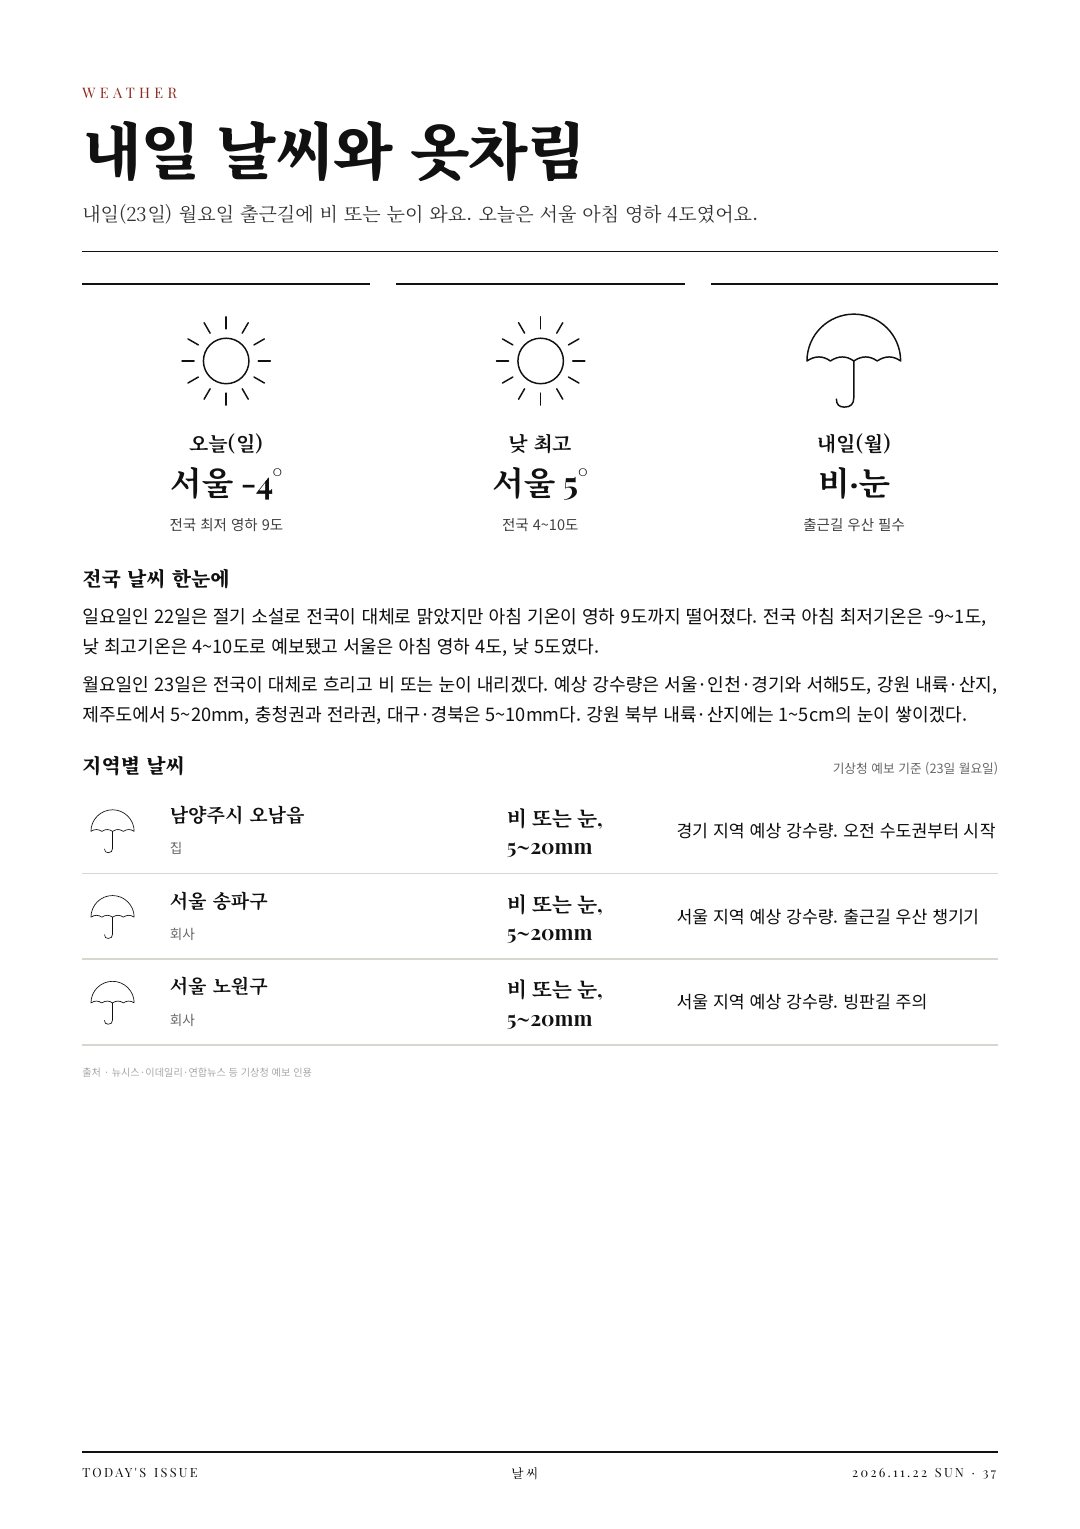 WEATHER
내일 날씨와 옷차림
내일(23일) 월요일 출근길에 비 또는 눈이 와요. 오늘은 서울 아침 영하 4도였어요.
오늘(일)
서울 -4°
전국 최저 영하 9도
낮 최고
서울 5°
전국 4~10도
내일(월)
비·눈
출근길 우산 필수
전국 날씨 한눈에
일요일인 22일은 절기 소설로 전국이 대체로 맑았지만 아침 기온이 영하 9도까지 떨어졌다. 전국 아침 최저기온은 -9~1도,
낮 최고기온은 4~10도로 예보됐고 서울은 아침 영하 4도, 낮 5도였다.
월요일인 23일은 전국이 대체로 흐리고 비 또는 눈이 내리겠다. 예상 강수량은 서울·인천·경기와 서해5도, 강원 내륙·산지,
제주도에서 5~20mm, 충청권과 전라권, 대구·경북은 5~10mm다. 강원 북부 내륙·산지에는 1~5cm의 눈이 쌓이겠다.
지역별 날씨
기상청 예보 기준 (23일 월요일)
남양주시 오남읍
집
비 또는 눈,
5~20mm
경기 지역 예상 강수량. 오전 수도권부터 시작
서울 송파구
회사
비 또는 눈,
5~20mm
서울 지역 예상 강수량. 출근길 우산 챙기기
서울 노원구
회사
비 또는 눈,
5~20mm
서울 지역 예상 강수량. 빙판길 주의
출처 · 뉴시스·이데일리·연합뉴스 등 기상청 예보 인용
TODAY'S ISSUE
날씨
2026.11.22 SUN · 37